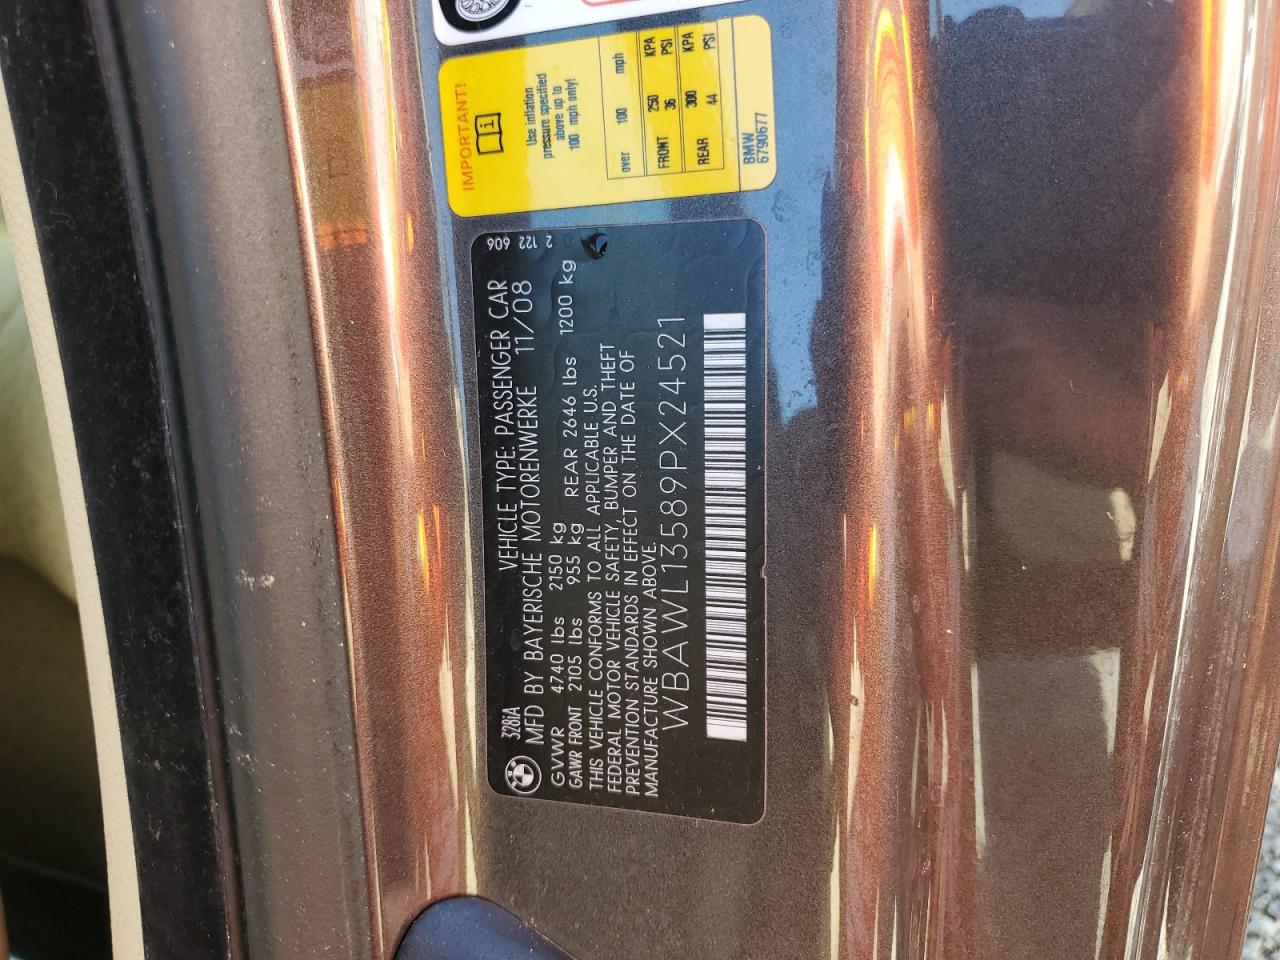 328iA VEHICLE TYPE: PASSENGER CAR
MFD BY BAYERISCHE MOTORENWERKE 11/08
GVWR 4740 lbs 2150 kg
GAWR FRONT 2105 lbs 955 kg REAR 2646 lbs 1200 kg
THIS VEHICLE CONFORMS TO ALL APPLICABLE U.S.
FEDERAL MOTOR VEHICLE SAFETY, BUMPER AND THEFT
PREVENTION STANDARDS IN EFFECT ON THE DATE OF
MANUFACTURE SHOWN ABOVE.
WBAWL13589PX24521
2 122 606
IMPORTANT!
Use inflation
pressure specified
above up to
100 mph only!
over 100 mph
FRONT 250 KPA
36 PSI
REAR 300 KPA
44 PSI
BMW
6790677